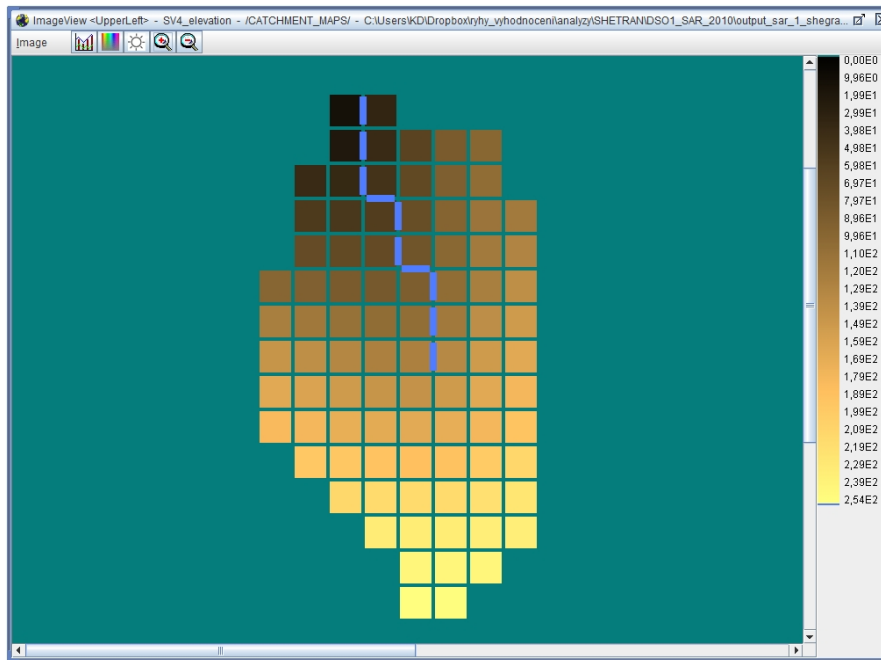 ImageView <UpperLeft> - SV4_elevation - /CATCHMENT_MAPS/ - C:\Users\KD\Dropbox\ryhy_vyhodnoceni\analyzy\SHETRAN\DSO1_SAR_2010\output_sar_1_shegra...
Image
0,00E0
9,96E0
1,99E1
2,99E1
3,98E1
4,98E1
5,98E1
6,97E1
7,97E1
8,96E1
9,96E1
1,10E2
1,20E2
1,29E2
1,39E2
1,49E2
1,59E2
1,69E2
1,79E2
1,89E2
1,99E2
2,09E2
2,19E2
2,29E2
2,39E2
2,54E2